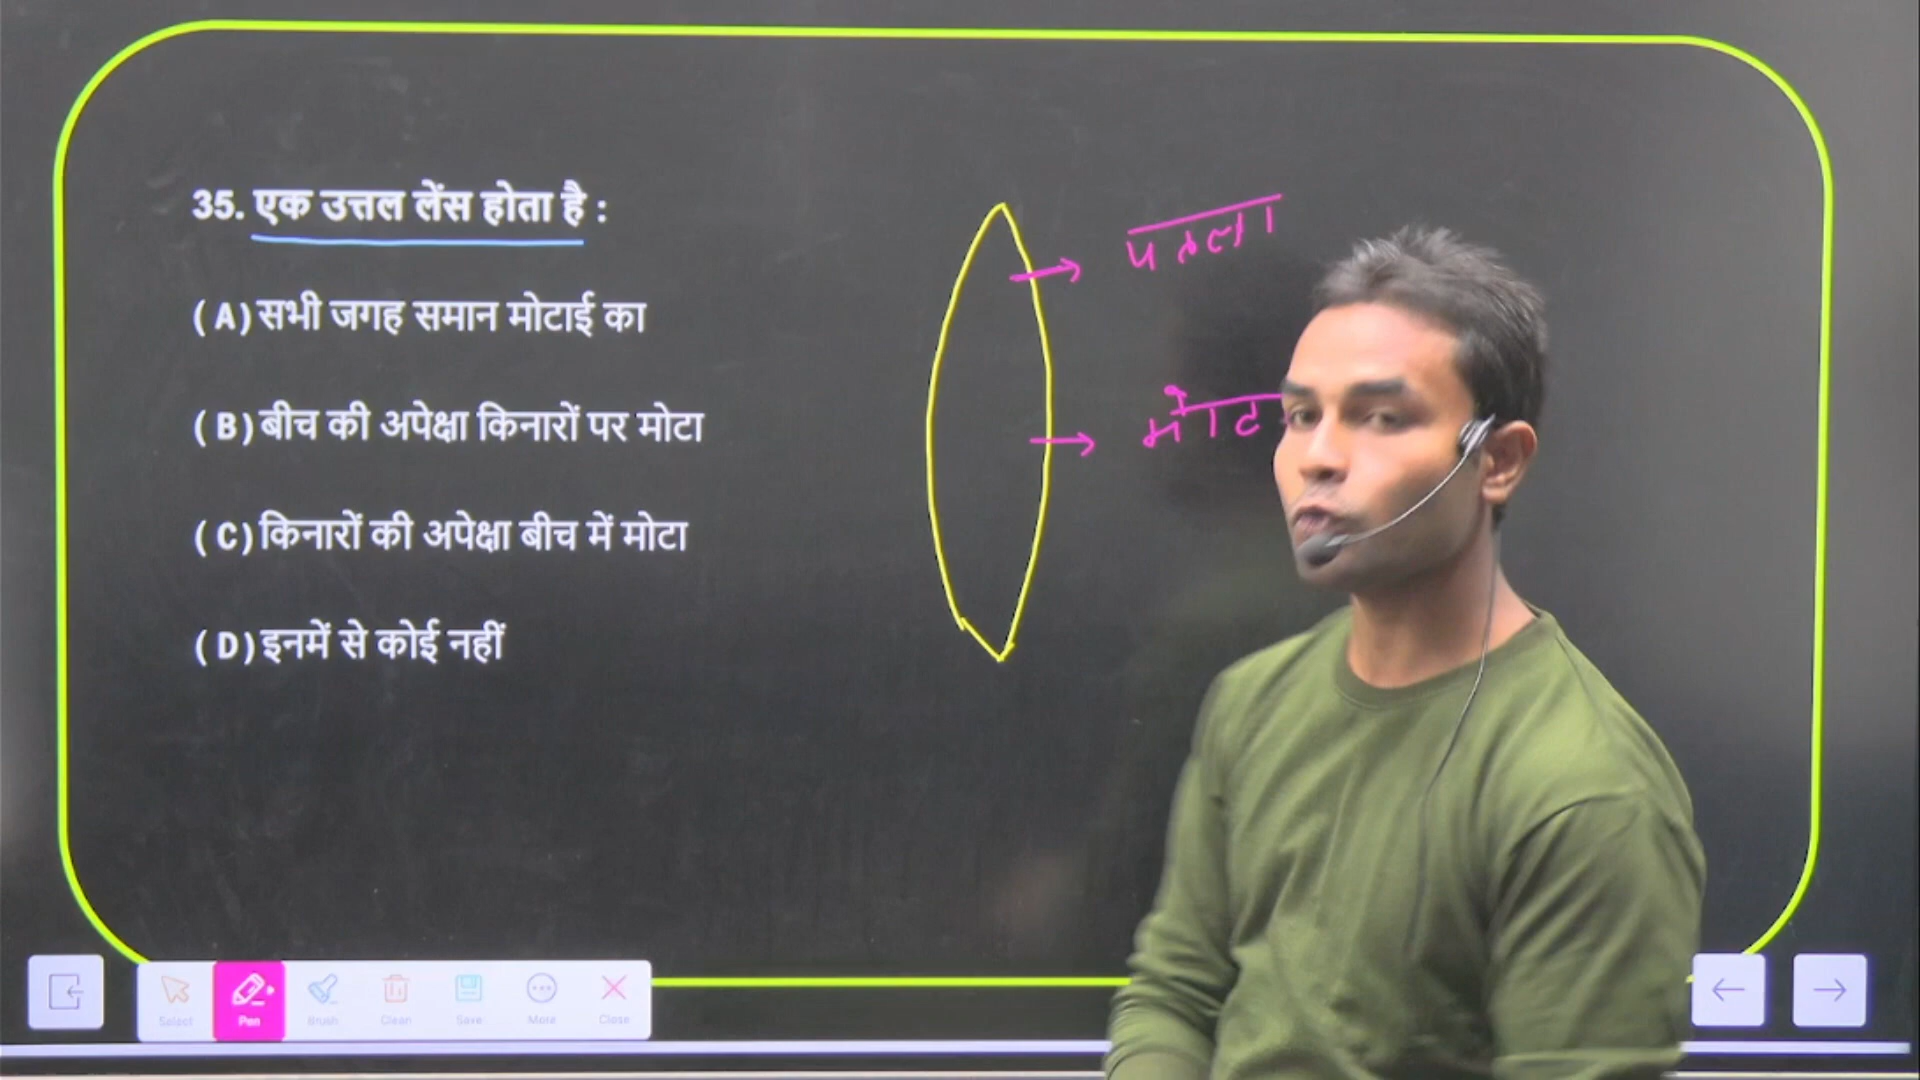 35. एक उत्तल लेंस होता है :
(A) सभी जगह समान मोटाई का
(B) बीच की अपेक्षा किनारों पर मोटा
(C) किनारों की अपेक्षा बीच में मोटा
(D) इनमें से कोई नहीं
पतला
Select Pen Brush Clean Save More Close